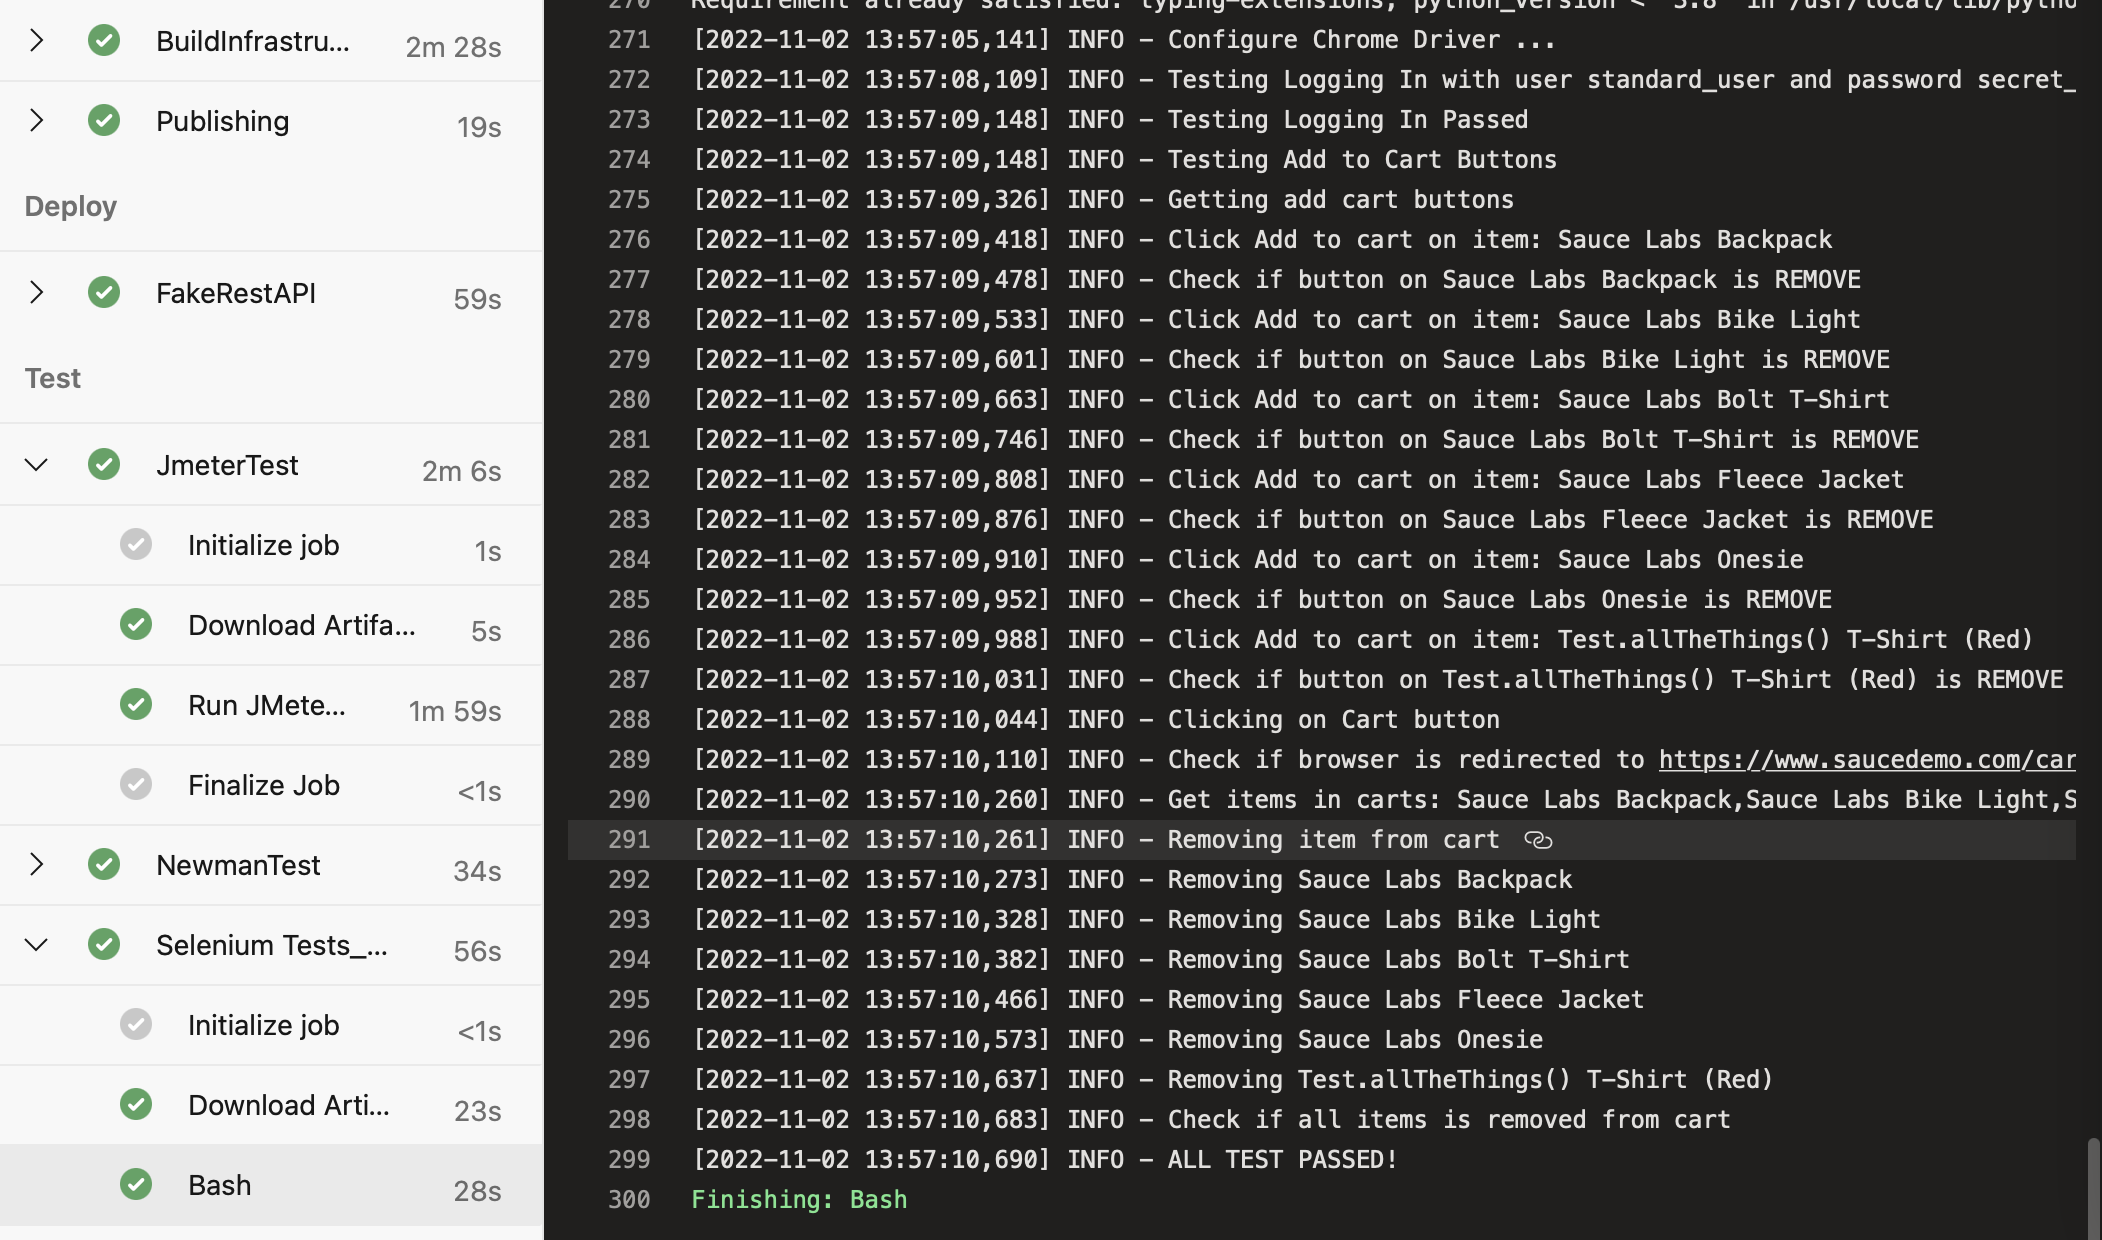 BuildInfrastru... 2m 28s
Publishing 19s
Deploy
FakeRestAPI 59s
Test
JmeterTest 2m 6s
Initialize job 1s
Download Artifa... 5s
Run JMete... 1m 59s
Finalize Job <1s
NewmanTest 34s
Selenium Tests_... 56s
Initialize job <1s
Download Arti... 23s
Bash 28s
270 Requirement already satisfied: typing-extensions; python_version < "3.8" in /usr/local/lib/pytho
271 [2022-11-02 13:57:05,141] INFO - Configure Chrome Driver ...
272 [2022-11-02 13:57:08,109] INFO - Testing Logging In with user standard_user and password secret_
273 [2022-11-02 13:57:09,148] INFO - Testing Logging In Passed
274 [2022-11-02 13:57:09,148] INFO - Testing Add to Cart Buttons
275 [2022-11-02 13:57:09,326] INFO - Getting add cart buttons
276 [2022-11-02 13:57:09,418] INFO - Click Add to cart on item: Sauce Labs Backpack
277 [2022-11-02 13:57:09,478] INFO - Check if button on Sauce Labs Backpack is REMOVE
278 [2022-11-02 13:57:09,533] INFO - Click Add to cart on item: Sauce Labs Bike Light
279 [2022-11-02 13:57:09,601] INFO - Check if button on Sauce Labs Bike Light is REMOVE
280 [2022-11-02 13:57:09,663] INFO - Click Add to cart on item: Sauce Labs Bolt T-Shirt
281 [2022-11-02 13:57:09,746] INFO - Check if button on Sauce Labs Bolt T-Shirt is REMOVE
282 [2022-11-02 13:57:09,808] INFO - Click Add to cart on item: Sauce Labs Fleece Jacket
283 [2022-11-02 13:57:09,876] INFO - Check if button on Sauce Labs Fleece Jacket is REMOVE
284 [2022-11-02 13:57:09,910] INFO - Click Add to cart on item: Sauce Labs Onesie
285 [2022-11-02 13:57:09,952] INFO - Check if button on Sauce Labs Onesie is REMOVE
286 [2022-11-02 13:57:09,988] INFO - Click Add to cart on item: Test.allTheThings() T-Shirt (Red)
287 [2022-11-02 13:57:10,031] INFO - Check if button on Test.allTheThings() T-Shirt (Red) is REMOVE
288 [2022-11-02 13:57:10,044] INFO - Clicking on Cart button
289 [2022-11-02 13:57:10,110] INFO - Check if browser is redirected to https://www.saucedemo.com/car
290 [2022-11-02 13:57:10,260] INFO - Get items in carts: Sauce Labs Backpack,Sauce Labs Bike Light,S
291 [2022-11-02 13:57:10,261] INFO - Removing item from cart
292 [2022-11-02 13:57:10,273] INFO - Removing Sauce Labs Backpack
293 [2022-11-02 13:57:10,328] INFO - Removing Sauce Labs Bike Light
294 [2022-11-02 13:57:10,382] INFO - Removing Sauce Labs Bolt T-Shirt
295 [2022-11-02 13:57:10,466] INFO - Removing Sauce Labs Fleece Jacket
296 [2022-11-02 13:57:10,573] INFO - Removing Sauce Labs Onesie
297 [2022-11-02 13:57:10,637] INFO - Removing Test.allTheThings() T-Shirt (Red)
298 [2022-11-02 13:57:10,683] INFO - Check if all items is removed from cart
299 [2022-11-02 13:57:10,690] INFO - ALL TEST PASSED!
300 Finishing: Bash